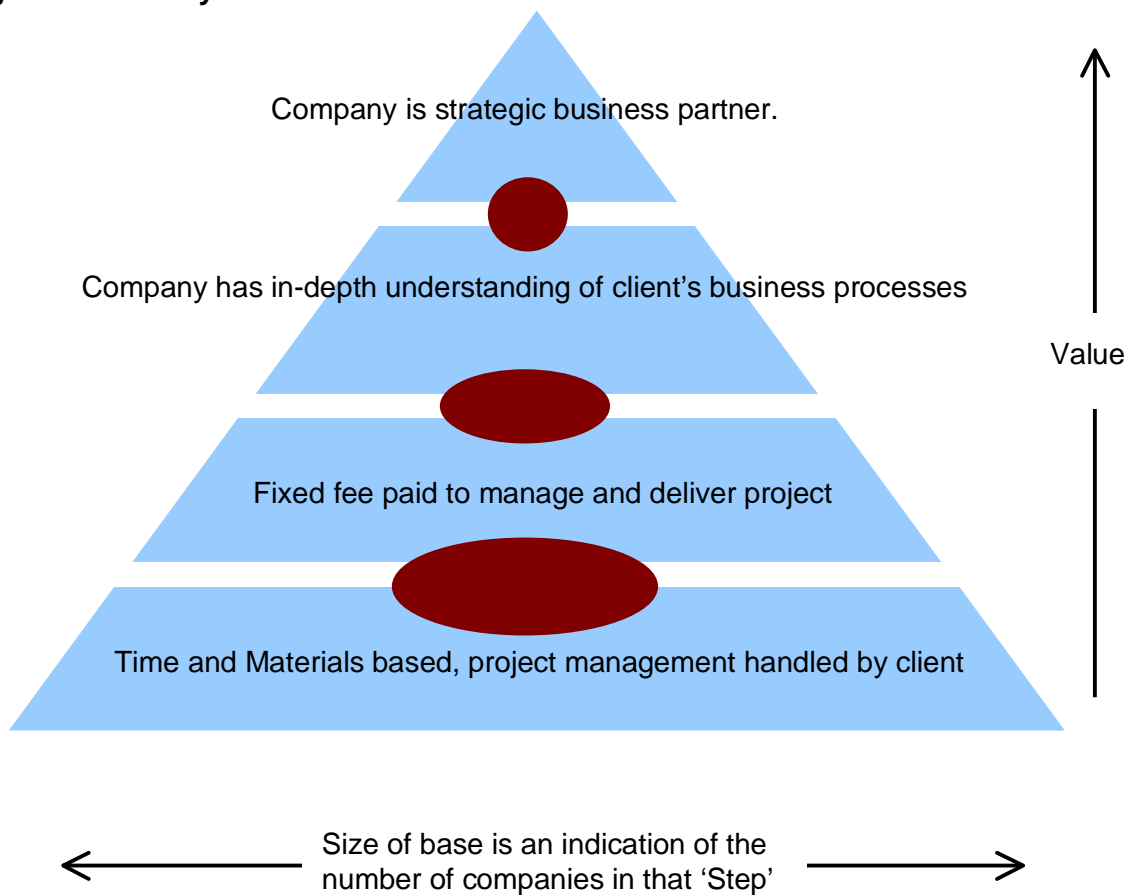 Company is strategic business partner.
Company has in-depth understanding of client's business processes
Value
Fixed fee paid to manage and deliver project
Time and Materials based, project management handled by client
Size of base is an indication of the
number of companies in that 'Step'